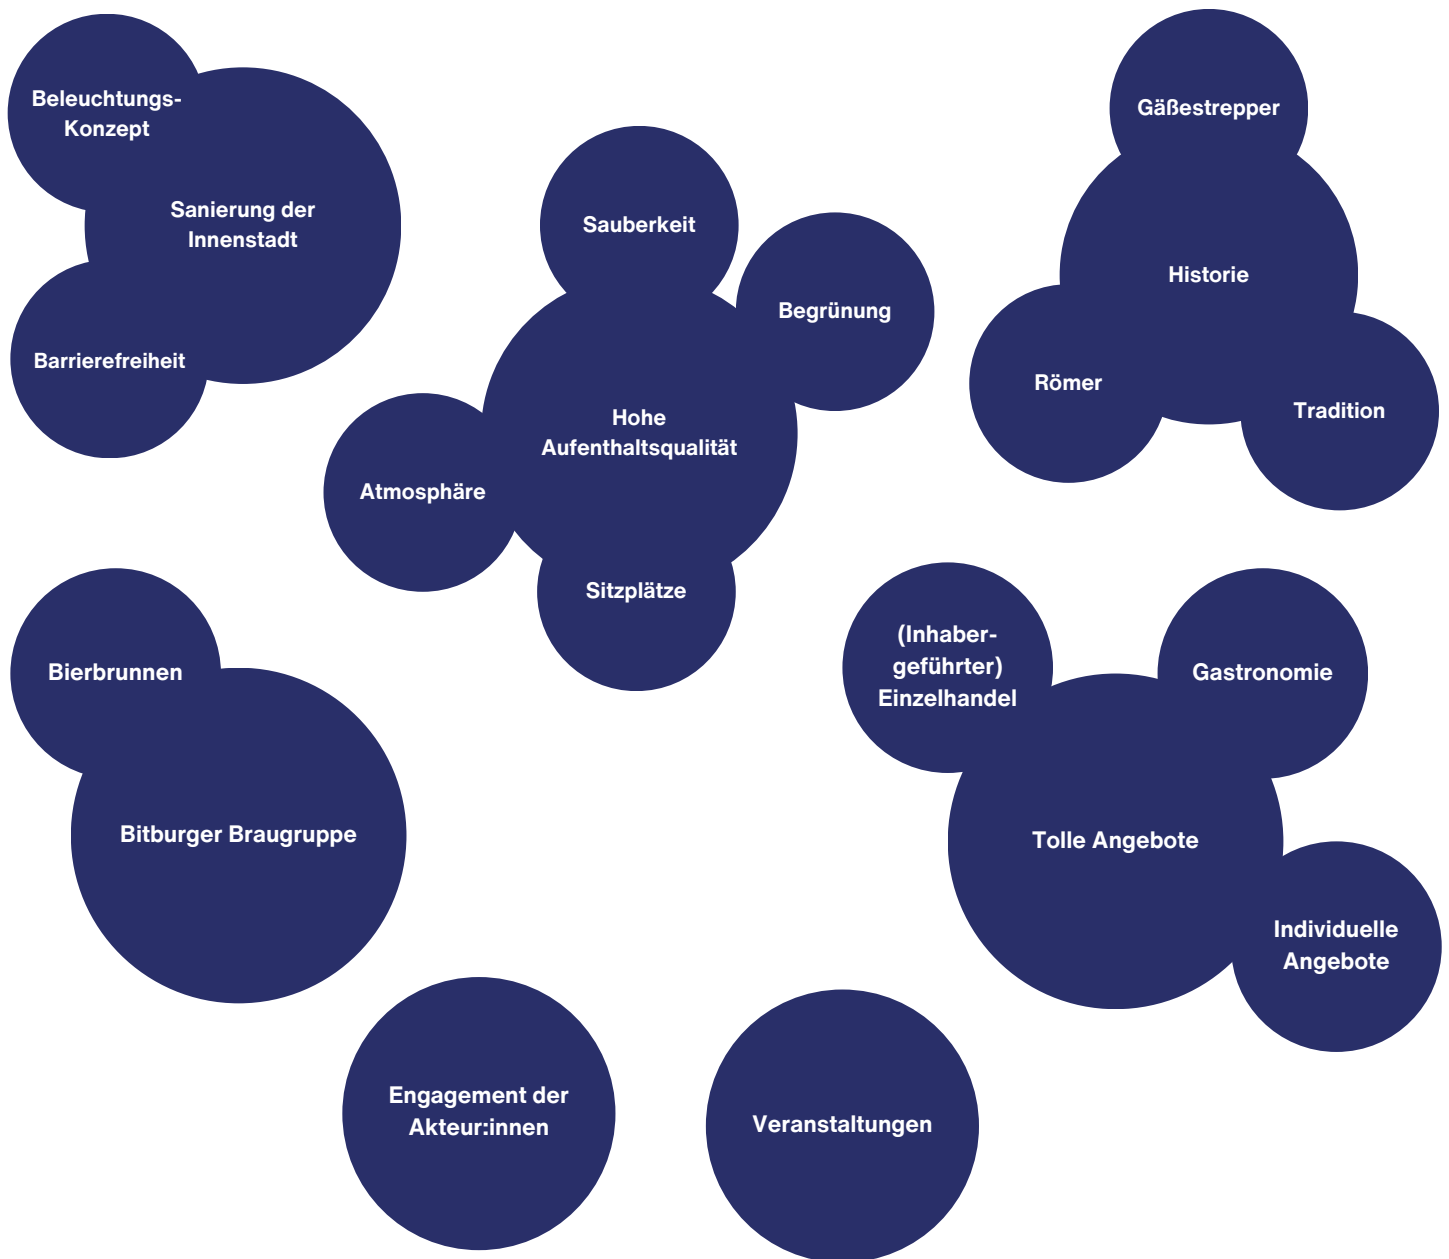 Beleuchtungs-
Konzept
Sanierung der
Innenstadt
Barrierefreiheit
Sauberkeit
Begrünung
Hohe
Aufenthaltsqualität
Atmosphäre
Sitzplätze
Gäßestrepper
Historie
Römer
Tradition
Bierbrunnen
Bitburger Braugruppe
(Inhaber-
geführter)
Einzelhandel
Gastronomie
Tolle Angebote
Individuelle
Angebote
Engagement der
Akteur:innen
Veranstaltungen